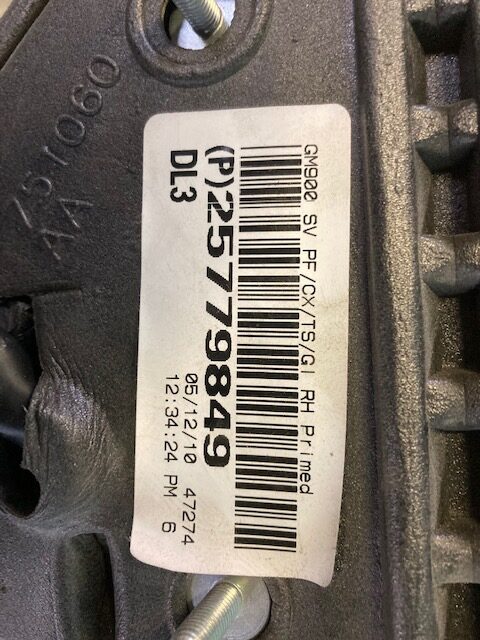 GM900 SV PF/CX/TS/GI RH Primed
(P)25779849
DL3
05/12/10 47274
12:34:24 PM 6
AA